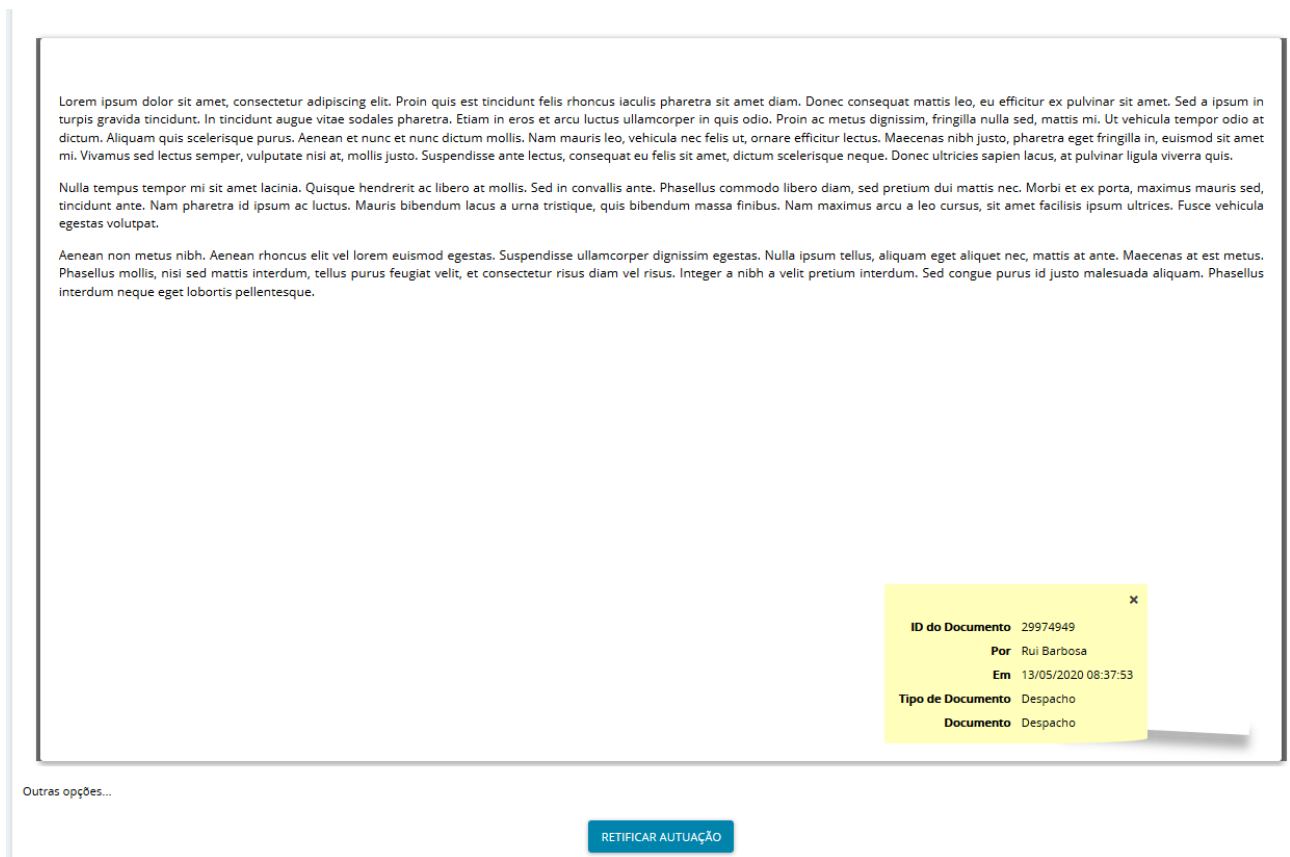 Lorem ipsum dolor sit amet, consectetur adipiscing elit. Proin quis est tincidunt felis rhoncus iaculis pharetra sit amet diam. Donec consequat mattis leo, eu efficitur ex pulvinar sit amet. Sed a ipsum in
turpis gravida tincidunt. In tincidunt augue vitae sodales pharetra. Etiam in eros et arcu luctus ullamcorper in quis odio. Proin ac metus dignissim, fringilla nulla sed, mattis mi. Ut vehicula tempor odio at
dictum. Aliquam quis scelerisque purus. Aenean et nunc et nunc dictum mollis. Nam mauris leo, vehicula nec felis ut, ornare efficitur lectus. Maecenas nibh justo, pharetra eget fringilla in, euismod sit amet
mi. Vivamus sed lectus semper, vulputate nisi at, mollis justo. Suspendisse ante lectus, consequat eu felis sit amet, dictum scelerisque neque. Donec ultricies sapien lacus, at pulvinar ligula viverra quis.
Nulla tempus tempor mi sit amet lacinia. Quisque hendrerit ac libero at mollis. Sed in convallis ante. Phasellus commodo libero diam, sed pretium dui mattis nec. Morbi et ex porta, maximus mauris sed,
tincidunt ante. Nam pharetra id ipsum ac luctus. Mauris bibendum lacus a urna tristique, quis bibendum massa finibus. Nam maximus arcu a leo cursus, sit amet facilisis ipsum ultrices. Fusce vehicula
egestas volutpat.
Aenean non metus nibh. Aenean rhoncus elit vel lorem euismod egestas. Suspendisse ullamcorper dignissim egestas. Nulla ipsum tellus, aliquam eget aliquet nec, mattis at ante. Maecenas at est metus.
Phasellus mollis, nisi sed mattis interdum, tellus purus feugiat velit, et consectetur risus diam vel risus. Integer a nibh a velit pretium interdum. Sed congue purus id justo malesuada aliquam. Phasellus
interdum neque eget lobortis pellentesque.
×
ID do Documento 29974949
Por Rui Barbosa
Em 13/05/2020 08:37:53
Tipo de Documento Despacho
Documento Despacho
Outras opções...
RETIFICAR AUTUAÇÃO